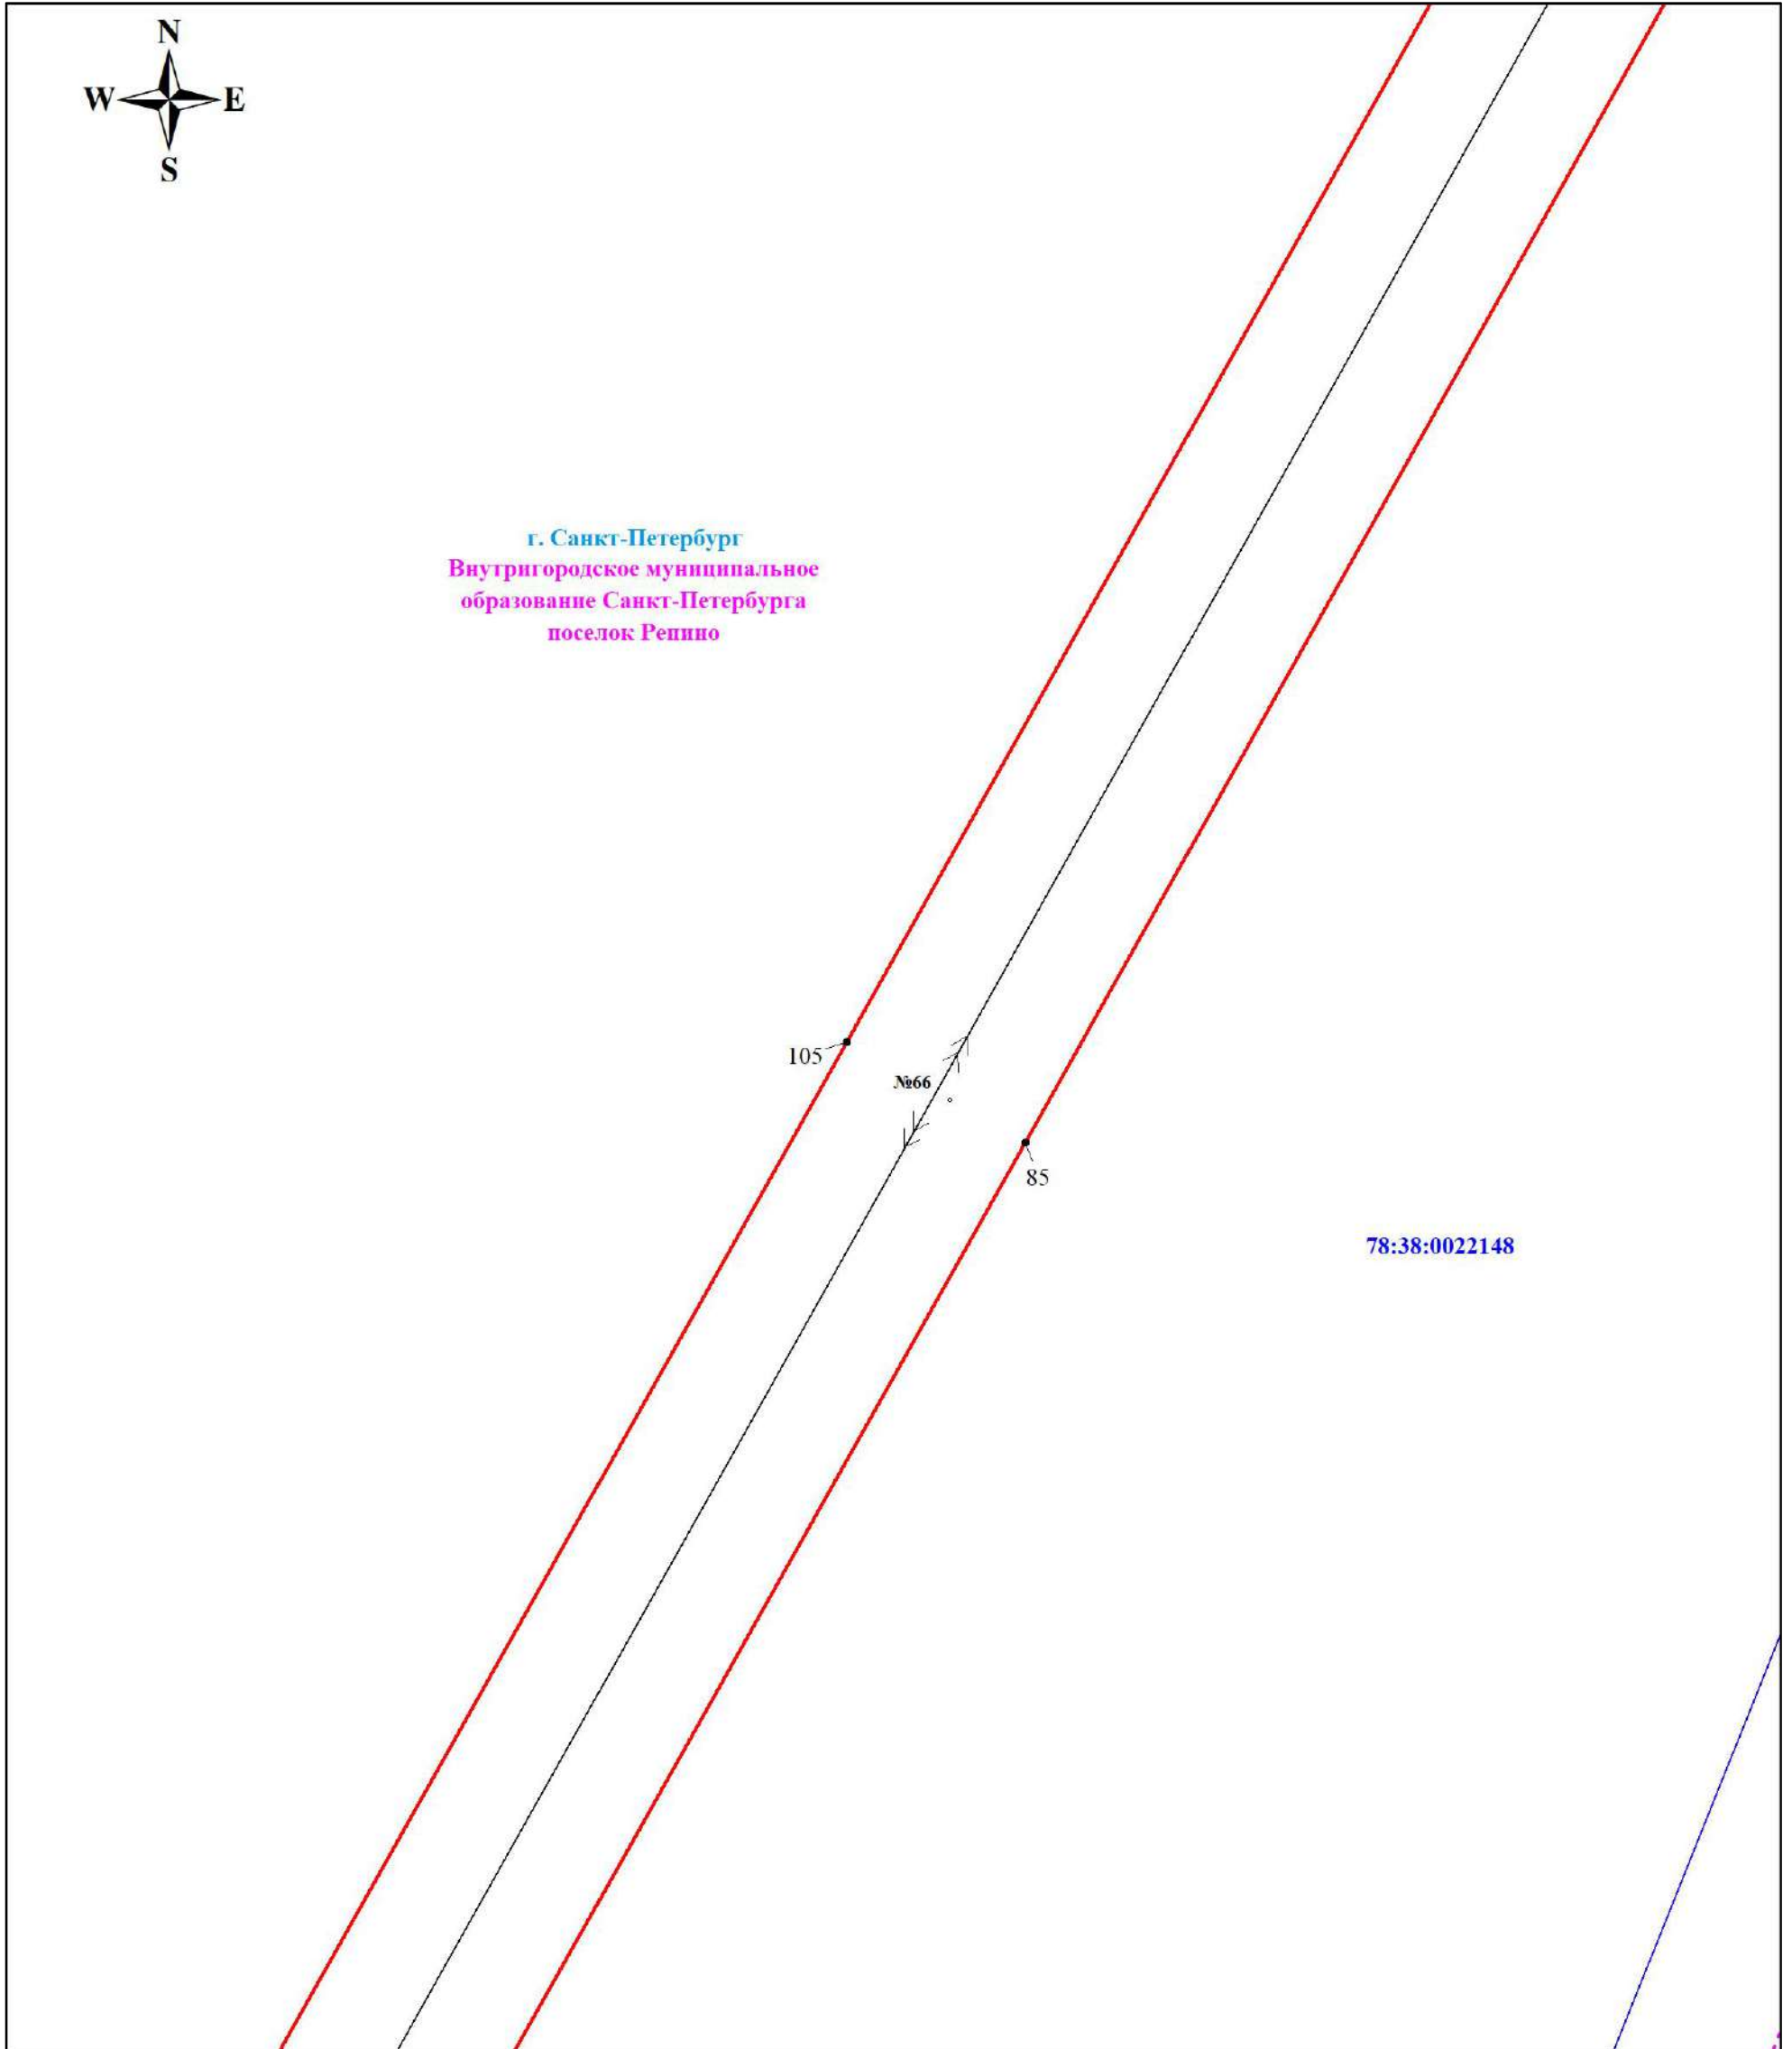 N
W E
S
г. Санкт-Петербург
Внутригородское муниципальное
образование Санкт-Петербурга
поселок Репино
105
№66
85
78:38:0022148